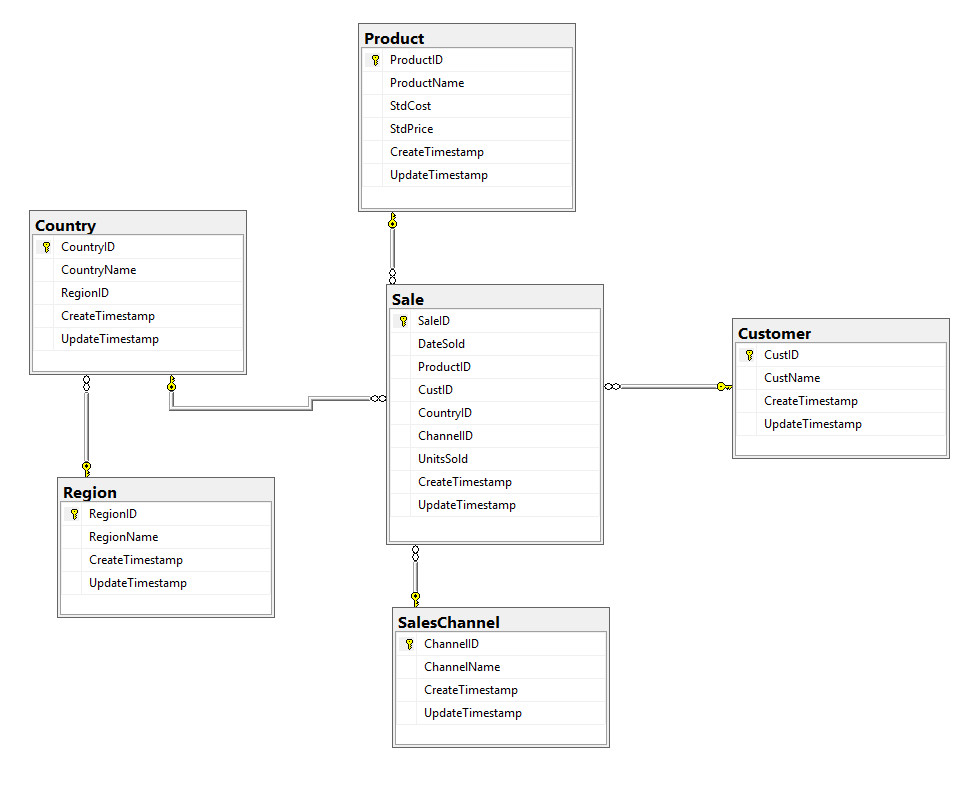 Product
ProductID
ProductName
StdCost
StdPrice
CreateTimestamp
UpdateTimestamp
Country
CountryID
CountryName
RegionID
CreateTimestamp
UpdateTimestamp
Sale
SaleID
DateSold
ProductID
CustID
CountryID
ChannelID
UnitsSold
CreateTimestamp
UpdateTimestamp
Customer
CustID
CustName
CreateTimestamp
UpdateTimestamp
Region
RegionID
RegionName
CreateTimestamp
UpdateTimestamp
SalesChannel
ChannelID
ChannelName
CreateTimestamp
UpdateTimestamp